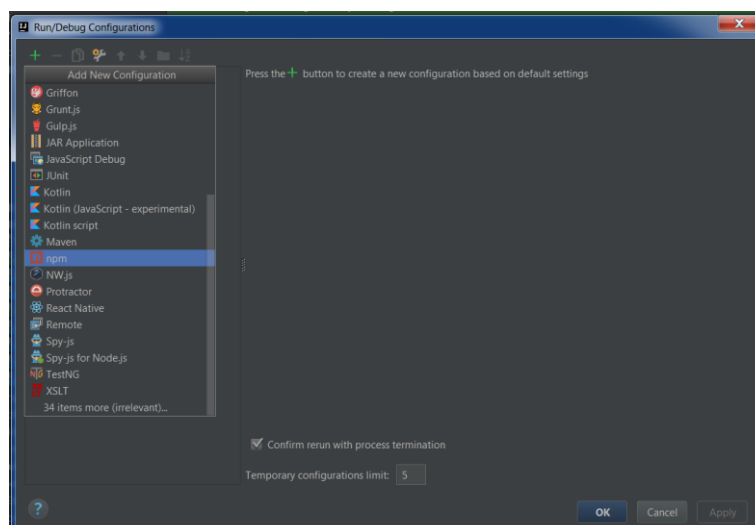 Run/Debug Configurations
Add New Configuration
Press the + button to create a new configuration based on default settings
Griffon
Grunt.js
Gulp.js
JAR Application
JavaScript Debug
JUnit
Kotlin
Kotlin (JavaScript - experimental)
Kotlin script
Maven
npm
NW.js
Protractor
React Native
Remote
Spy-js
Spy-js for Node.js
TestNG
XSLT
34 items more (irrelevant)...
Confirm rerun with process termination
Temporary configurations limit: 5
?
OK Cancel Apply